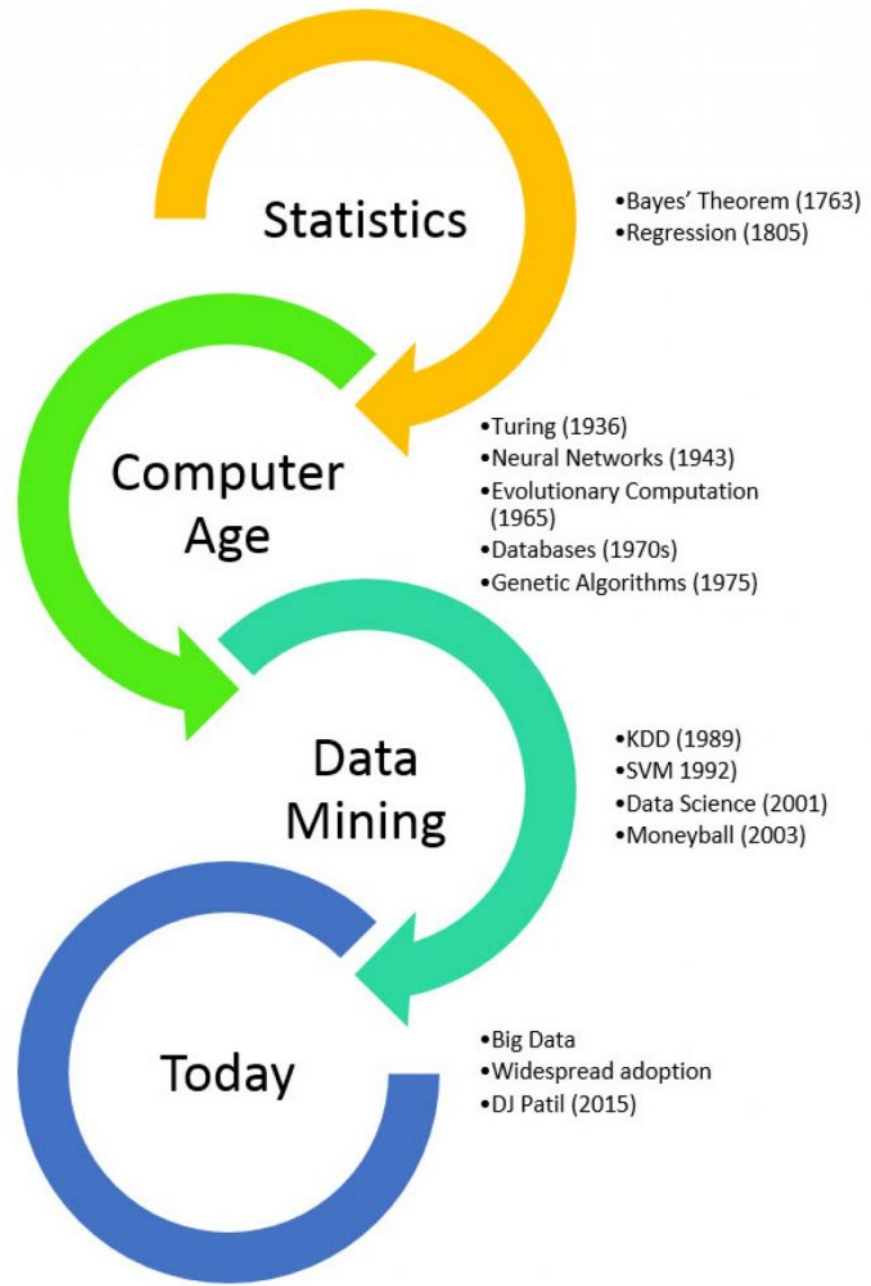 Statistics
•Bayes’ Theorem (1763)
•Regression (1805)
Computer
Age
•Turing (1936)
•Neural Networks (1943)
•Evolutionary Computation
(1965)
•Databases (1970s)
•Genetic Algorithms (1975)
Data
Mining
•KDD (1989)
•SVM 1992)
•Data Science (2001)
•Moneyball (2003)
Today
•Big Data
•Widespread adoption
•DJ Patil (2015)